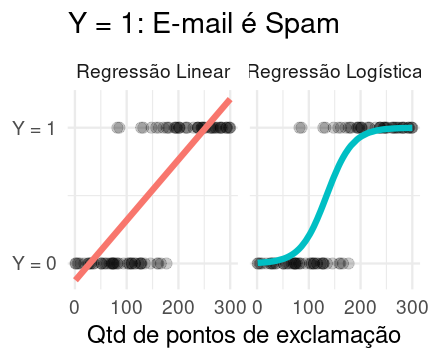 Y = 1: E-mail é Spam
Regressão Linear
Regressão Logística
Y = 1
Y = 0
0 100 200 300
0 100 200 300
Qtd de pontos de exclamação